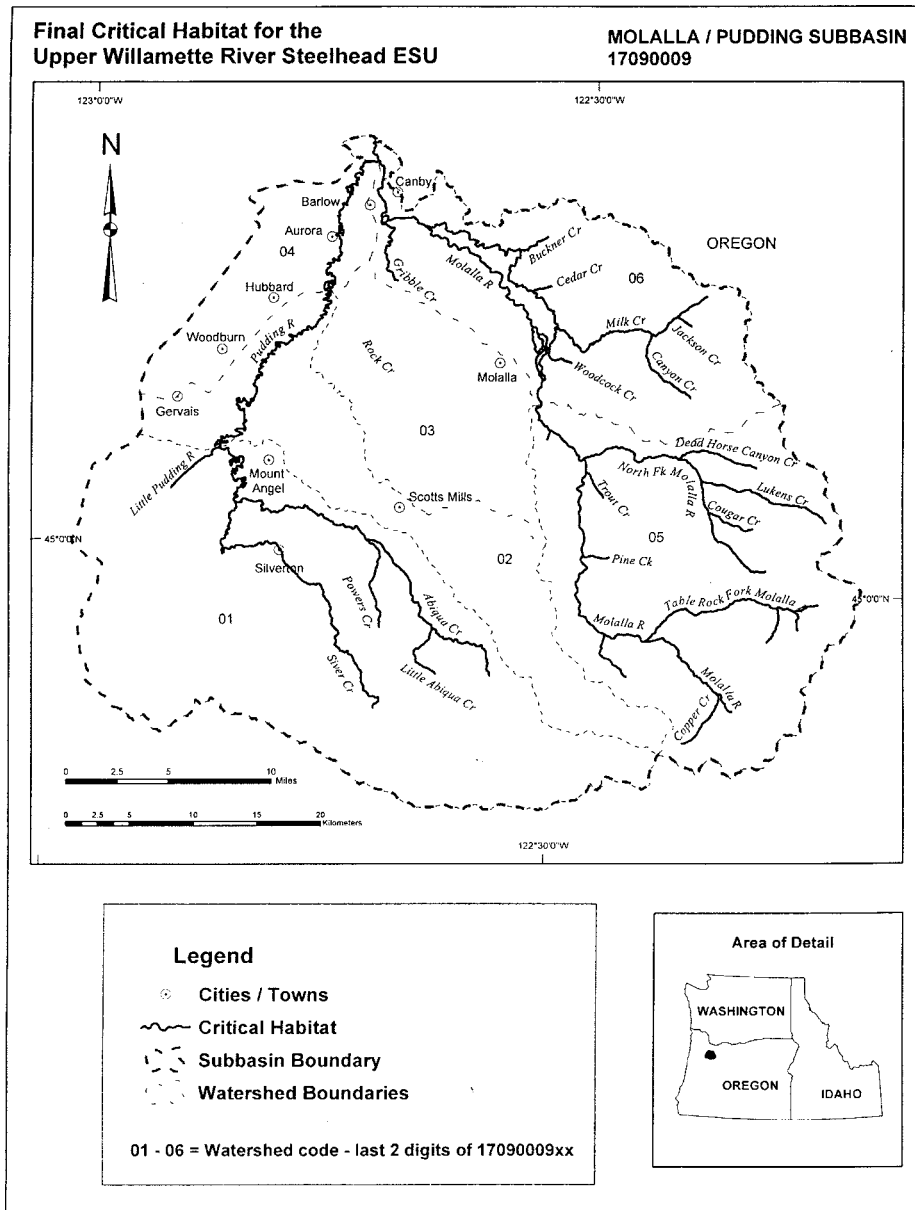 Final Critical Habitat for the
Upper Willamette River Steelhead ESU
MOLALLA / PUDDING SUBBASIN
17090009
123°0'0"W
122°30'0"W
N
Canby
Barlow
Aurora
04
OREGON
Buckner Cr
Cedar Cr
06
Molalla R
Gribble Cr
Hubbard
Woodburn
Pudding R
Rock Cr
Milk Cr
Jackson Cr
Canyon Cr
Molalla
Woodcock Cr
Gervais
03
Little Pudding R
Mount
Angel
Dead Horse Canyon Cr
North Fk Molalla R
Lukens Cr
Trout Cr
Cougar Cr
Scotts Mills
05
45°0'0"N
Silverton
02
Pine Ck
Powers Cr
Abiqua Cr
Table Rock Fork Molalla
45°0'0"N
01
Molalla R
Silver Cr
Little Abiqua Cr
Molalla R
Copper Cr
0 2.5 5 10
Miles
0 2.5 5 10 15 20
Kilometers
122°30'0"W
Legend
Cities / Towns
Critical Habitat
Subbasin Boundary
Watershed Boundaries
01 - 06 = Watershed code - last 2 digits of 17090009xx
Area of Detail
WASHINGTON
OREGON
IDAHO